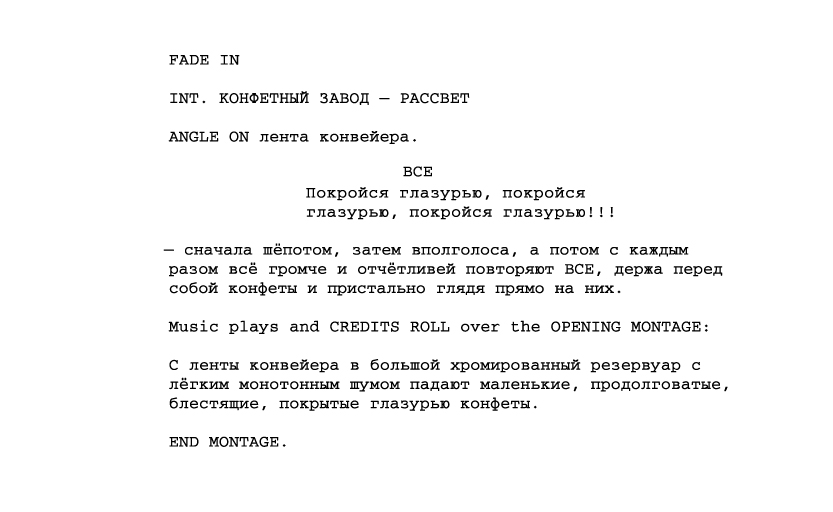 FADE IN
INT. КОНФЕТНЫЙ ЗАВОД — РАССВЕТ
ANGLE ON лента конвейера.
ВСЕ
Покройся глазурью, покройся
глазурью, покройся глазурью!!!
— сначала шёпотом, затем вполголоса, а потом с каждым
разом всё громче и отчётливей повторяют ВСЕ, держа перед
собой конфеты и пристально глядя прямо на них.
Music plays and CREDITS ROLL over the OPENING MONTAGE:
С ленты конвейера в большой хромированный резервуар с
лёгким монотонным шумом падают маленькие, продолговатые,
блестящие, покрытые глазурью конфеты.
END MONTAGE.